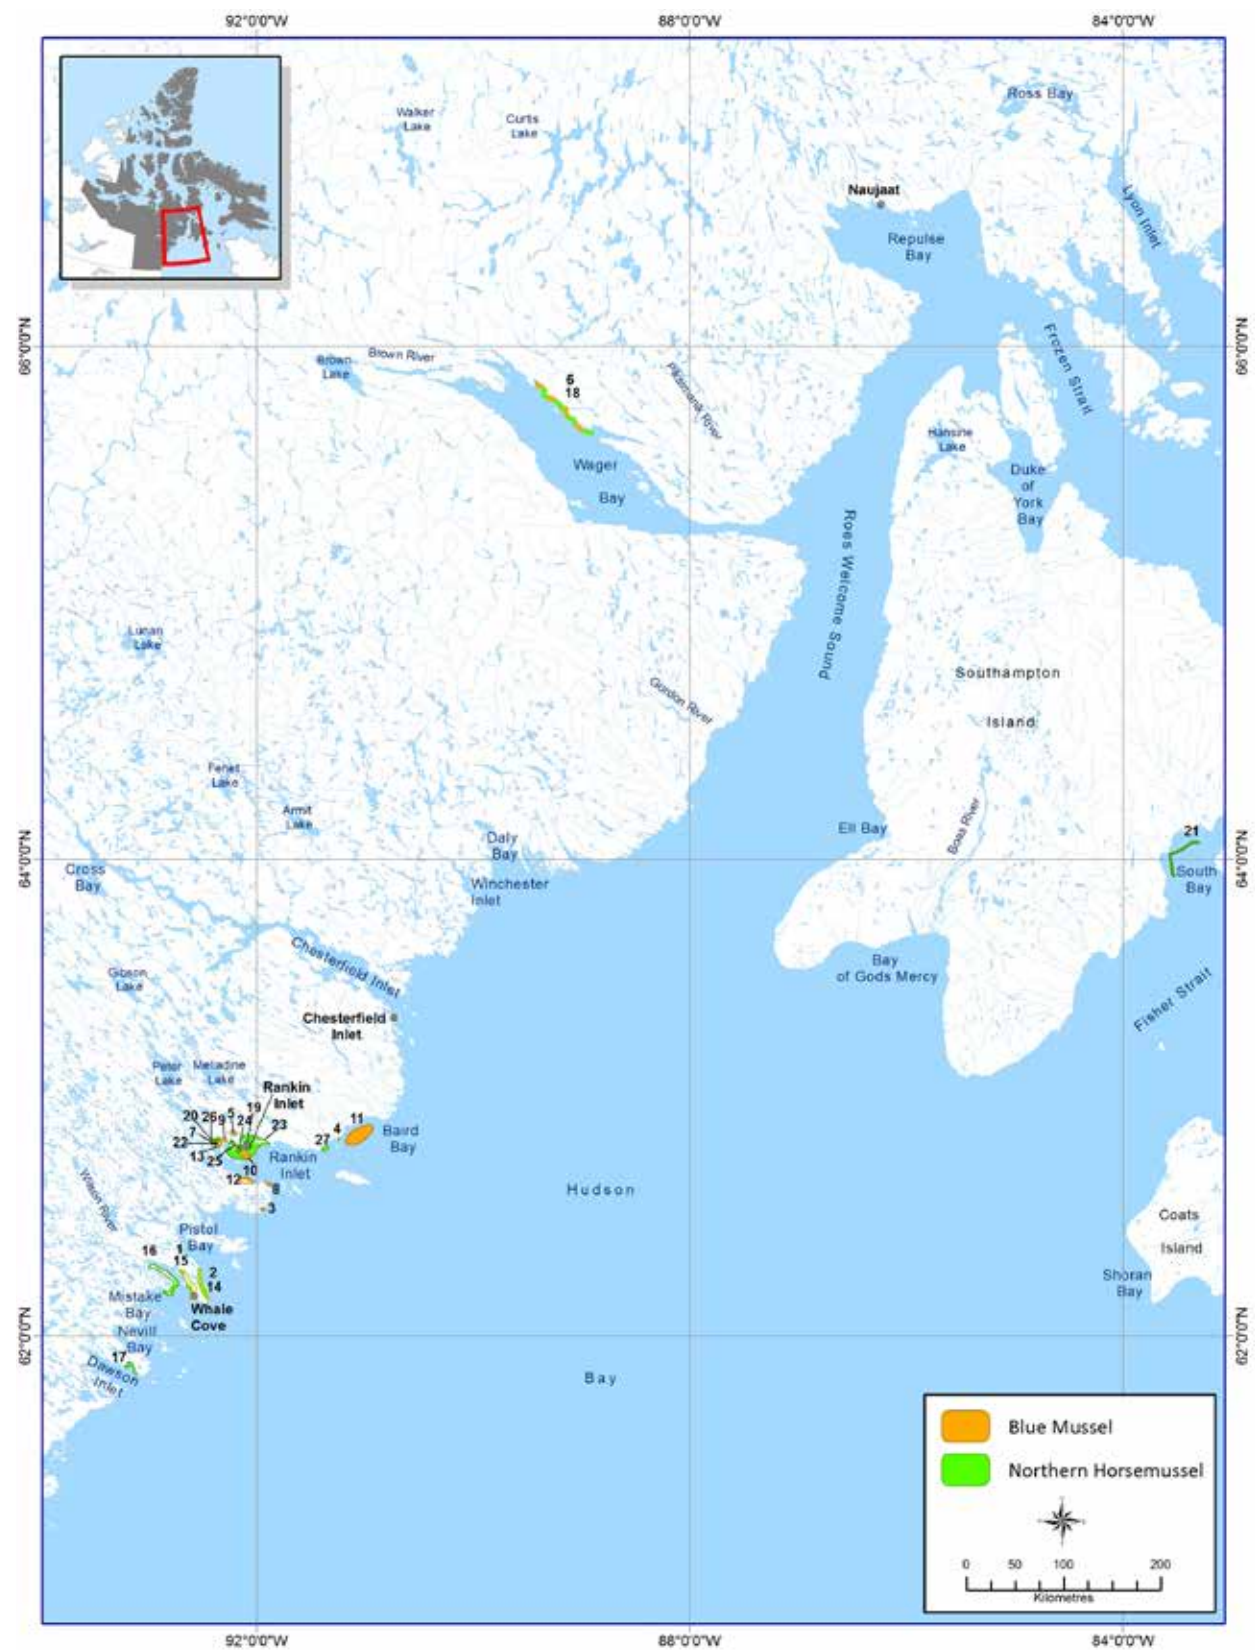 92°0'0"W
88°0'0"W
84°0'0"W
Ross Bay
Walker
Lake
Curtis
Lake
Naujaat
Lyon Inlet
Repulse
Bay
66°0'0"N
66°0'0"N
Brown
Lake
Brown River
Frozen Strait
6
18
Hansine
Lake
Wager
Bay
Duke
of
York
Bay
Roes Welcome Sound
Lunan
Lake
Southampton
Island
Gordon River
Armit
Lake
Boas River
Ell Bay
21
Daly
Bay
64°0'0"N
64°0'0"N
Cross
Bay
Winchester
Inlet
South
Bay
Chesterfield Inlet
Gibson
Lake
Bay
of Gods Mercy
Fisher Strait
Chesterfield
Inlet
Peter
Lake
Meliadine
Lake
Rankin
Inlet
20
26
9
5
24
19
23
7
22
13
25
10
12
8
3
27
4
11
Baird
Bay
Rankin
Inlet
Hudson
Wilson River
Pistol
Bay
Coats
Island
16
1
15
2
14
Shoran
Bay
Mistake
Bay
Whale
Cove
Nevill
Bay
62°0'0"N
62°0'0"N
17
Dawson
Inlet
Bay
Blue Mussel
Northern Horsemussel
0
50
100
200
Kilometres
92°0'0"W
88°0'0"W
84°0'0"W